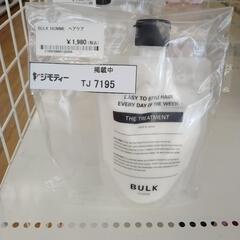 BULK HOMME ヘアケア
¥1,980(税込)
ジモティー
掲載中
TJ 7195
EASY TO STYLE HAIR,
EVERY DAY OF THE WEEK.
THE TREATMENT
BULK
HOMME